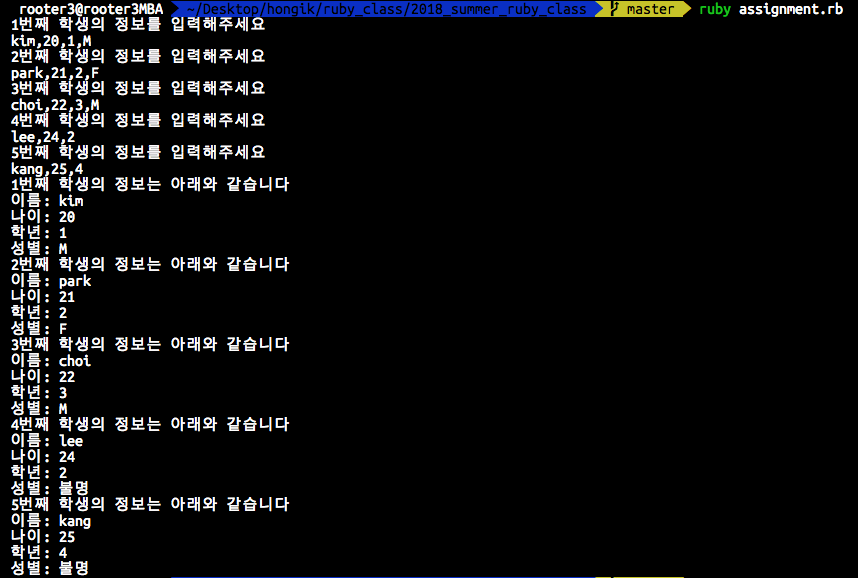 rooter3@rooter3MBA ~/Desktop/hongik/ruby_class/2018_summer_ruby_class master ruby assignment.rb
1번째 학생의 정보를 입력해주세요
kim,20,1,M
2번째 학생의 정보를 입력해주세요
park,21,2,F
3번째 학생의 정보를 입력해주세요
choi,22,3,M
4번째 학생의 정보를 입력해주세요
lee,24,2
5번째 학생의 정보를 입력해주세요
kang,25,4
1번째 학생의 정보는 아래와 같습니다
이름: kim
나이: 20
학년: 1
성별: M
2번째 학생의 정보는 아래와 같습니다
이름: park
나이: 21
학년: 2
성별: F
3번째 학생의 정보는 아래와 같습니다
이름: choi
나이: 22
학년: 3
성별: M
4번째 학생의 정보는 아래와 같습니다
이름: lee
나이: 24
학년: 2
성별: 불명
5번째 학생의 정보는 아래와 같습니다
이름: kang
나이: 25
학년: 4
성별: 불명